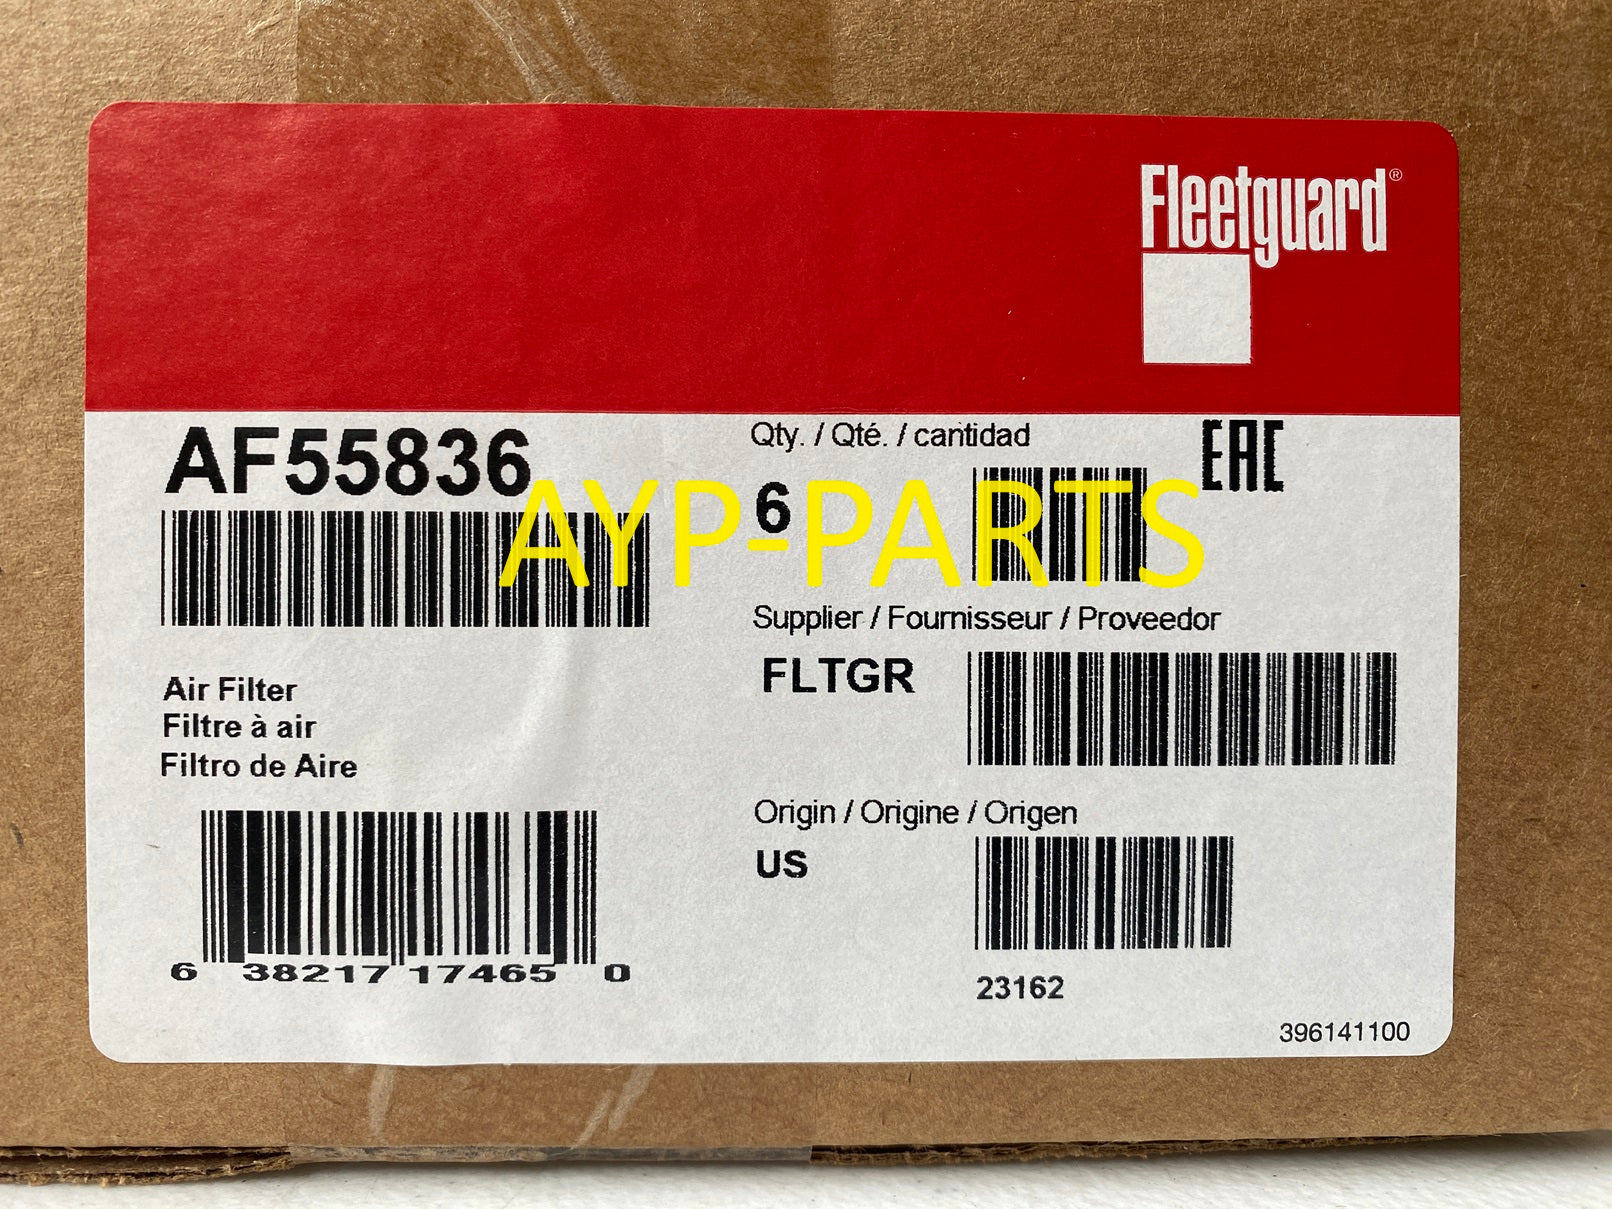 Fleetguard®
AF55836
Qty. / Qté. / cantidad
EAC
6
AYP-PARTS
Supplier / Fournisseur / Proveedor
FLTGR
Air Filter
Filtre à air
Filtro de Aire
Origin / Origine / Origen
US
6 38217 17465 0
23162
396141100